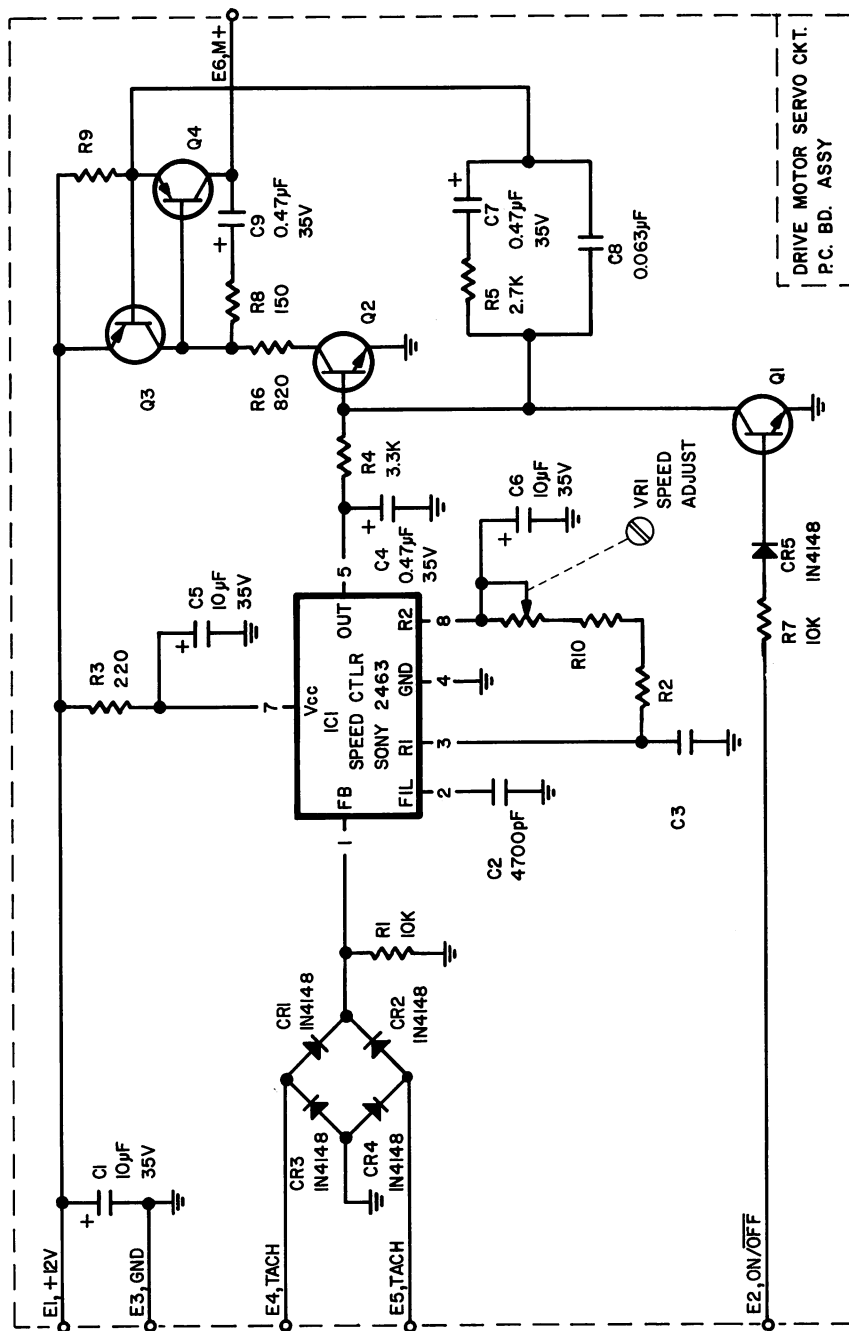 E1,+12V
E3,GND
E4,TACH
E5,TACH
E2,ON/OFF
C1
10µF
35V
CR1
1N4148
CR2
1N4148
CR3
1N4148
CR4
1N4148
R1
10K
R3
220
C5
10µF
35V
7
Vcc
IC1
SPEED CTLR
SONY 2463
FB
1
OUT
5
FIL
2
R1
3
GND
4
R2
8
C2
4700pF
C3
R2
R10
C4
0.47µF
35V
R4
3.3K
C6
10µF
35V
VR1
SPEED
ADJUST
R7
10K
CR5
1N4148
Q1
Q2
Q3
R6
820
R8
150
C9
0.47µF
35V
Q4
R9
E6,M+
R5
2.7K
C7
0.47µF
35V
C8
0.063µF
DRIVE MOTOR SERVO CKT.
P.C. BD. ASSY
+
+
+
+
+
+